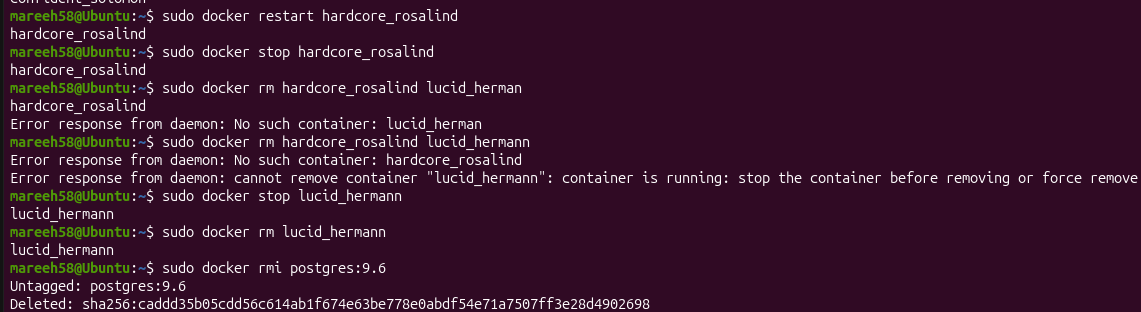 confident_solomon
mareeh58@Ubuntu:~$ sudo docker restart hardcore_rosalind
hardcore_rosalind
mareeh58@Ubuntu:~$ sudo docker stop hardcore_rosalind
hardcore_rosalind
mareeh58@Ubuntu:~$ sudo docker rm hardcore_rosalind lucid_herman
hardcore_rosalind
Error response from daemon: No such container: lucid_herman
mareeh58@Ubuntu:~$ sudo docker rm hardcore_rosalind lucid_hermann
Error response from daemon: No such container: hardcore_rosalind
Error response from daemon: cannot remove container "lucid_hermann": container is running: stop the container before removing or force remove
mareeh58@Ubuntu:~$ sudo docker stop lucid_hermann
lucid_hermann
mareeh58@Ubuntu:~$ sudo docker rm lucid_hermann
lucid_hermann
mareeh58@Ubuntu:~$ sudo docker rmi postgres:9.6
Untagged: postgres:9.6
Deleted: sha256:caddd35b05cdd56c614ab1f674e63be778e0abdf54e71a7507ff3e28d4902698